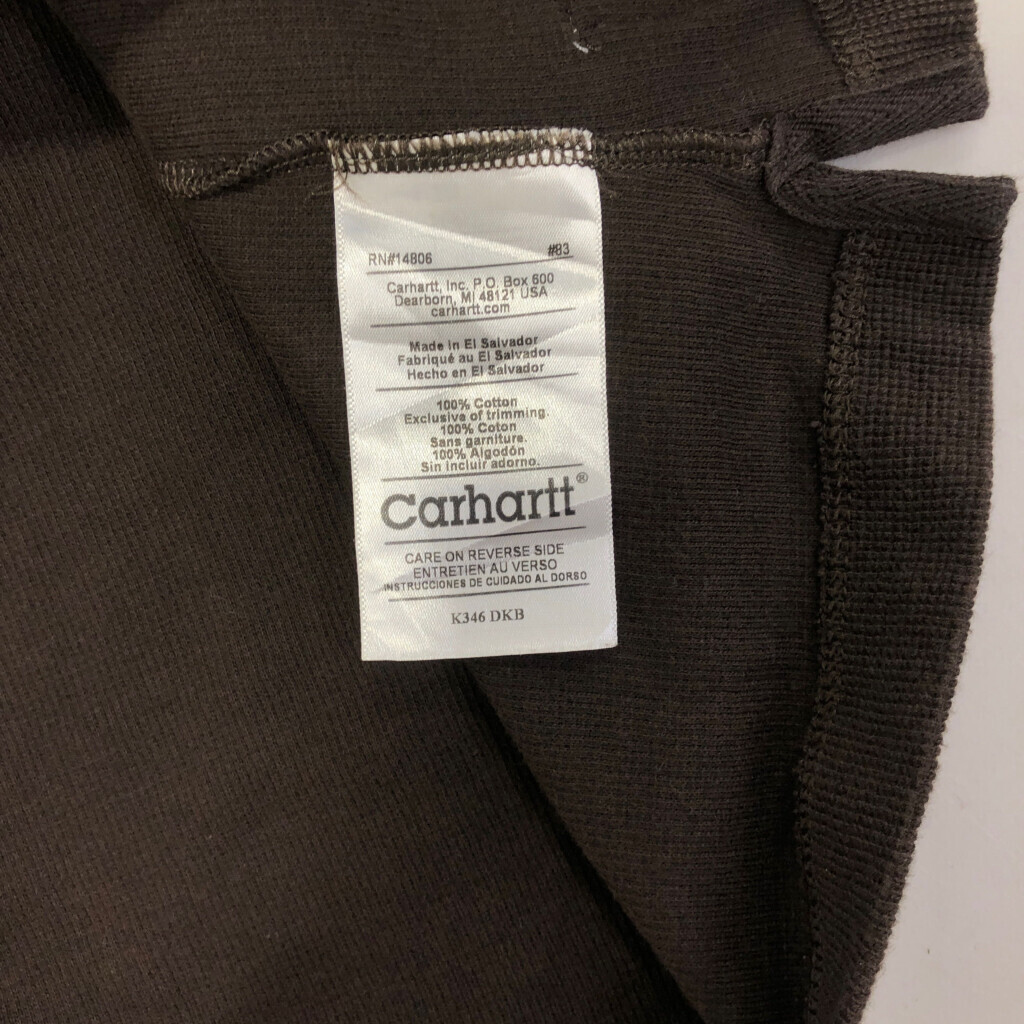 RN#14806 #83
Carhartt, Inc. P.O. Box 600
Dearborn, MI 48121 USA
carhartt.com
Made in El Salvador
Fabriqué au El Salvador
Hecho en El Salvador
100% Cotton
Exclusive of trimming.
100% Coton
Sans garniture.
100% Algodón
Sin incluir adorno.
Carhartt®
CARE ON REVERSE SIDE
ENTRETIEN AU VERSO
INSTRUCCIONES DE CUIDADO AL DORSO
K346 DKB